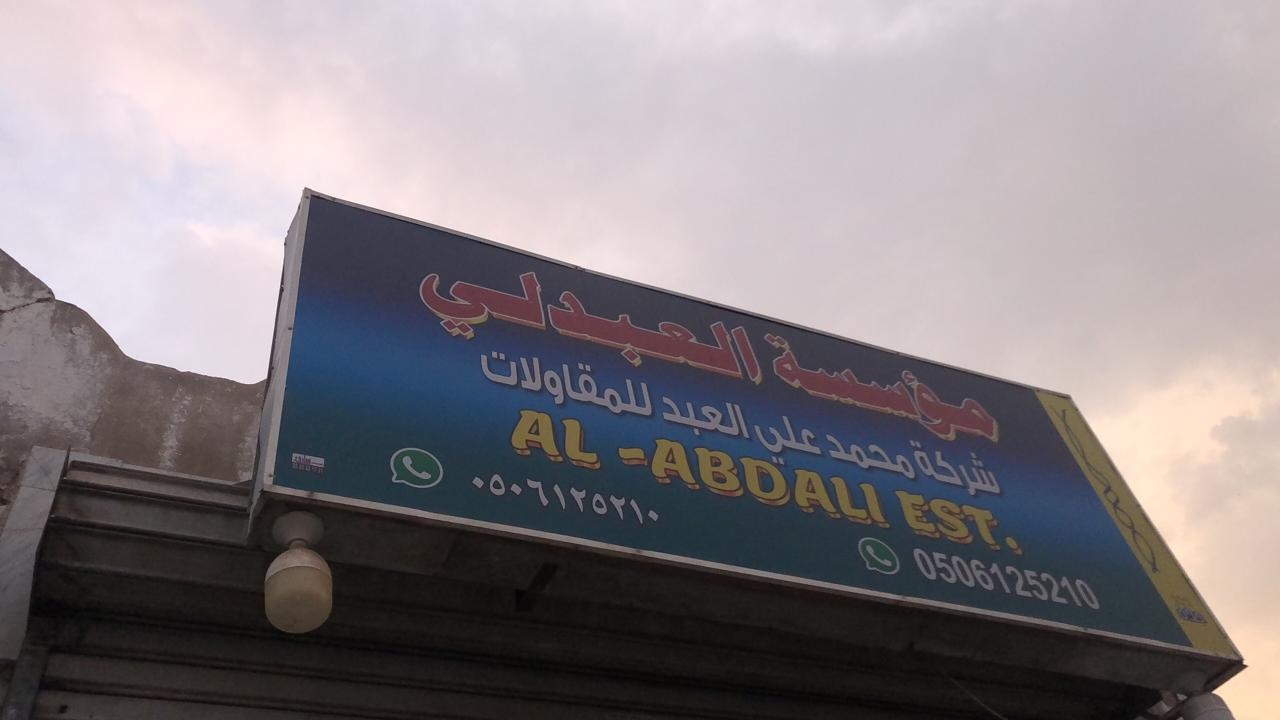 مؤسسة العبدلي
شركة محمد علي العبد للمقاولات
AL -ABDALI EST.
٠٥٠٦١٢٥٢١٠
0506125210